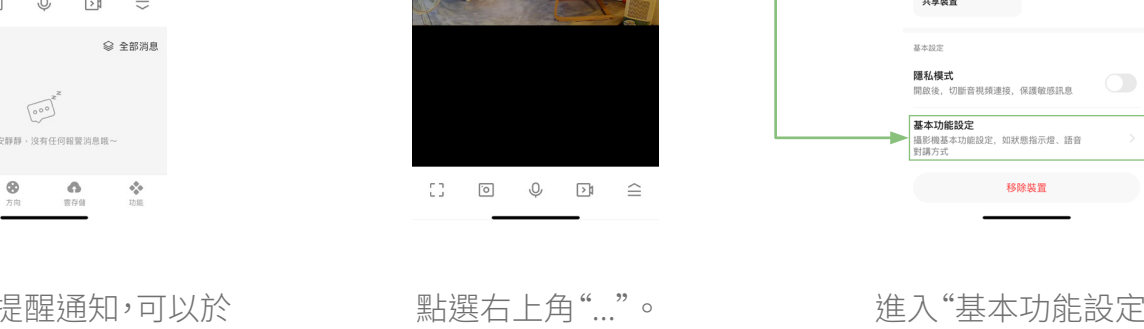 共享裝置
全部消息
基本設定
隱私模式
開啟後，切斷音視頻連接，保護敏感訊息
安靜靜，沒有任何報警消息哦～
基本功能設定
攝影機基本功能設定，如狀態指示燈、語音
對講方式
移除裝置
方向
雲存儲
功能
提醒通知，可以於
點選右上角“...”。
進入“基本功能設定